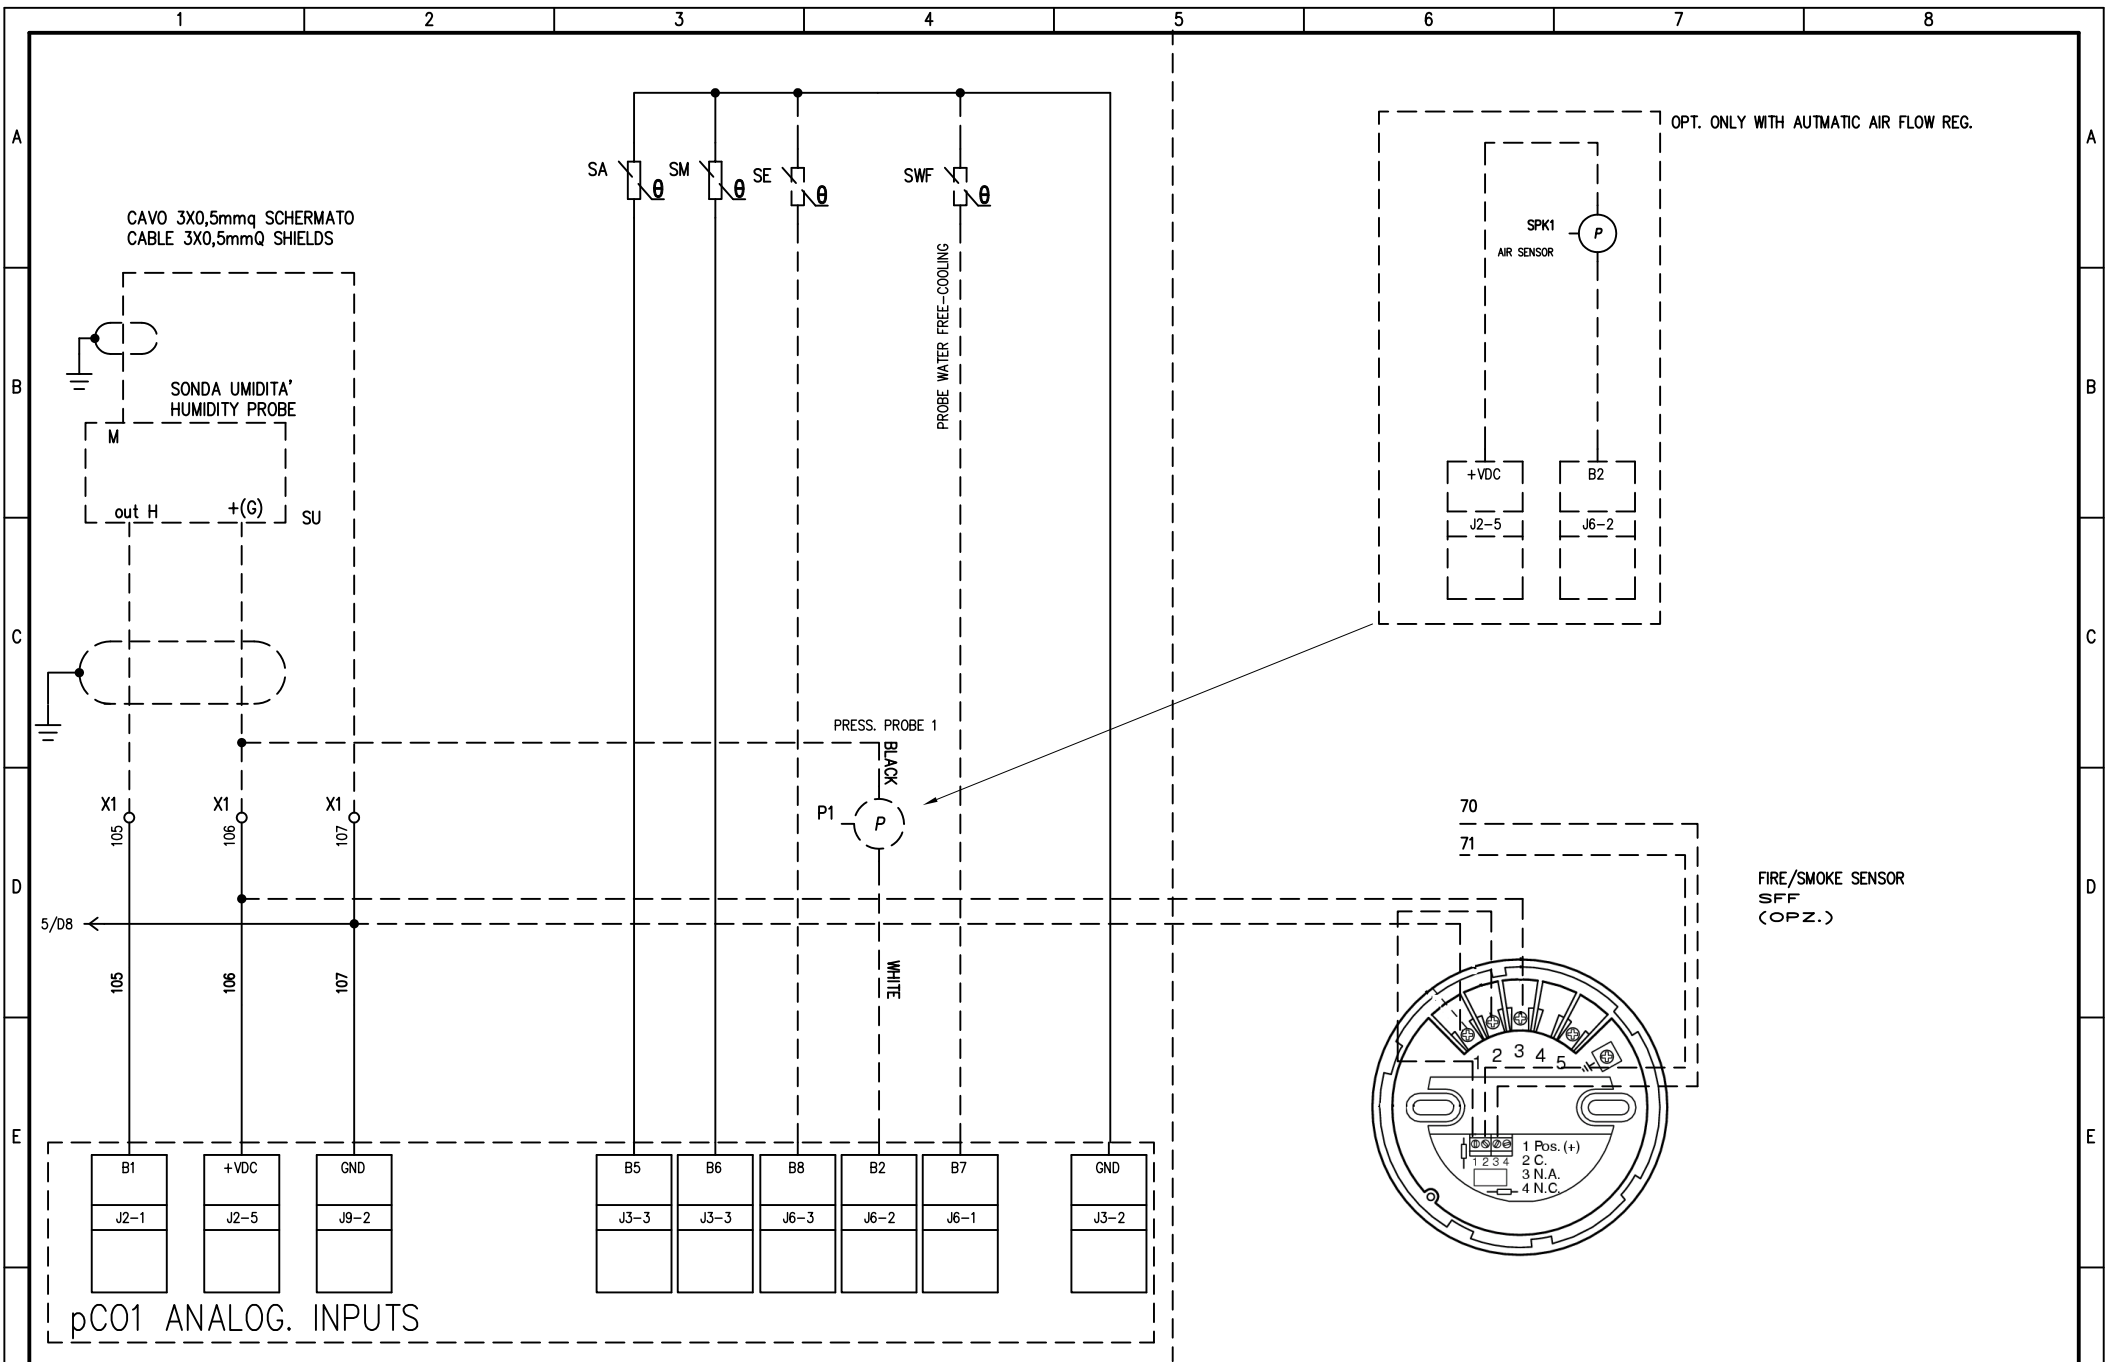 1 2 3 4 5 6 7 8
A
A
OPT. ONLY WITH AUTMATIC AIR FLOW REG.
SA θ
SM θ
SE θ
SWF θ
CAVO 3X0,5mmq SCHERMATO
CABLE 3X0,5mmQ SHIELDS
SPK1
P
AIR SENSOR
PROBE WATER FREE-COOLING
B
B
SONDA UMIDITA'
HUMIDITY PROBE
M
out H
+(G)
SU
+VDC
B2
J2-5
J6-2
C
C
PRESS. PROBE 1
BLACK
P1
P
WHITE
X1
105
X1
106
X1
107
70
71
D
D
FIRE/SMOKE SENSOR
SFF
(OPZ.)
5/D8
105
106
107
1 2 3 4 5
E
E
1 2 3 4
1 Pos. (+)
2 C.
3 N.A.
4 N.C.
B1 +VDC GND B5 B6 B8 B2 B7 GND
J2-1 J2-5 J9-2 J3-3 J3-3 J6-3 J6-2 J6-1 J3-2
pCO1 ANALOG. INPUTS